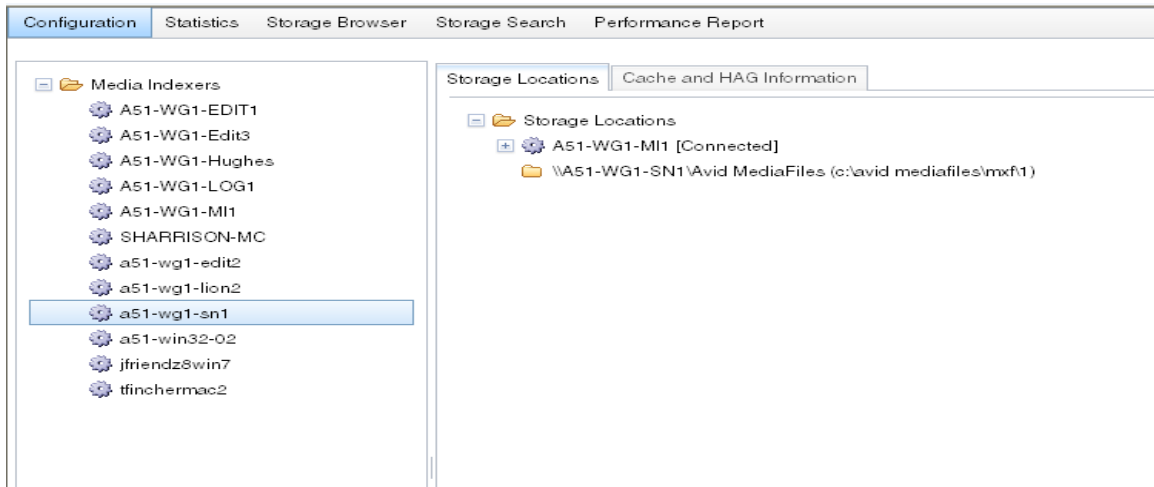 Configuration Statistics Storage Browser Storage Search Performance Report
Media Indexers
A51-WG1-EDIT1
A51-WG1-Edit3
A51-WG1-Hughes
A51-WG1-LOG1
A51-WG1-MI1
SHARRISON-MC
a51-wg1-edit2
a51-wg1-lion2
a51-wg1-sn1
a51-win32-02
jfriendz8win7
tfinchermac2
Storage Locations Cache and HAG Information
Storage Locations
A51-WG1-MI1 [Connected]
\\A51-WG1-SN1\Avid MediaFiles (c:\avid mediafiles\mxf\1)